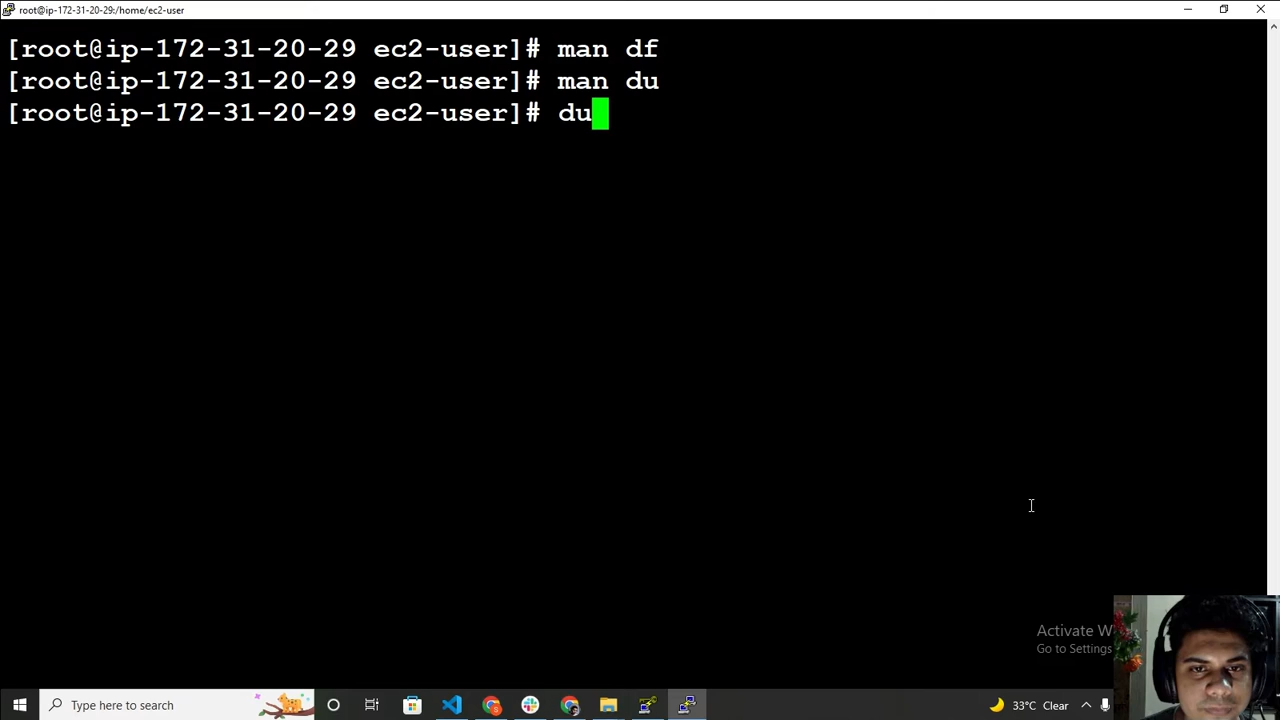 root@ip-172-31-20-29:/home/ec2-user
[root@ip-172-31-20-29 ec2-user]# man df
[root@ip-172-31-20-29 ec2-user]# man du
[root@ip-172-31-20-29 ec2-user]# du
Activate W
Go to Settings
Type here to search
33°C Clear